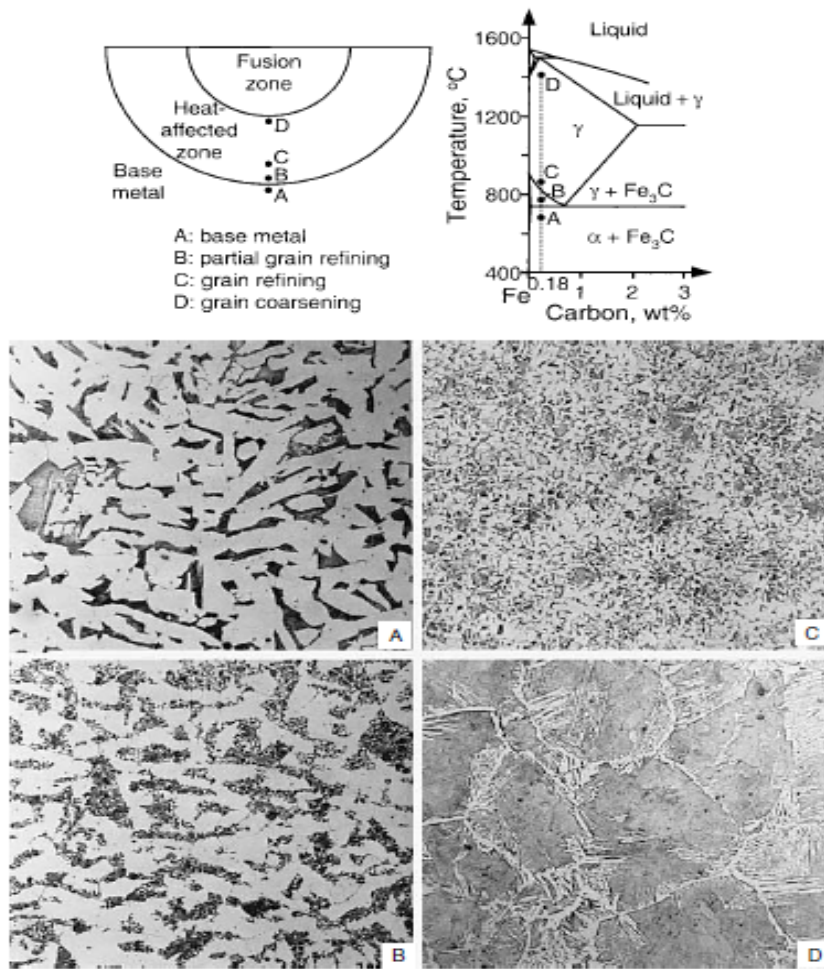 Fusion
zone
Heat-
affected
zone
Base
metal
D
C
B
A
A: base metal
B: partial grain refining
C: grain refining
D: grain coarsening
Temperature, ºC
1600
1200
800
400
Liquid
Liquid + γ
D
γ
C
B
γ + Fe₃C
A
α + Fe₃C
Fe
0.18
1
2
3
Carbon, wt%
A
C
B
D